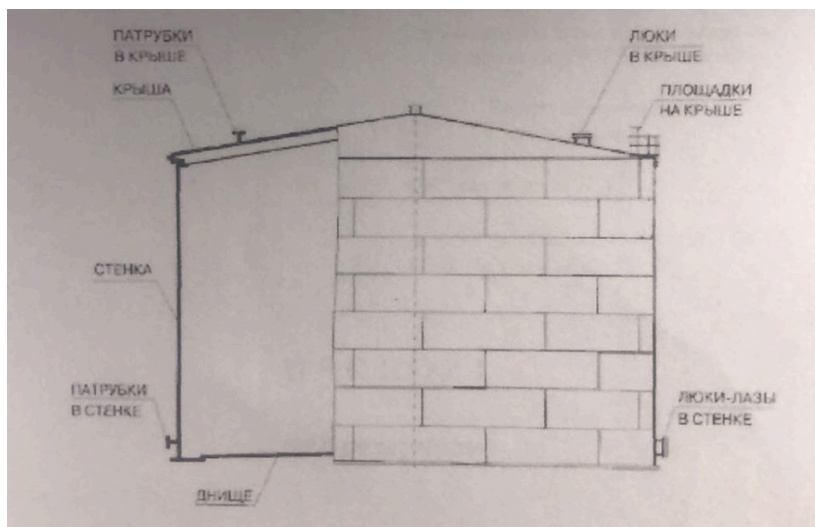 ПАТРУБКИ
В КРЫШЕ
КРЫША
ЛЮКИ
В КРЫШЕ
ПЛОЩАДКИ
НА КРЫШЕ
СТЕНКА
ПАТРУБКИ
В СТЕНКЕ
ЛЮКИ-ЛАЗЫ
В СТЕНКЕ
ДНИЩЕ